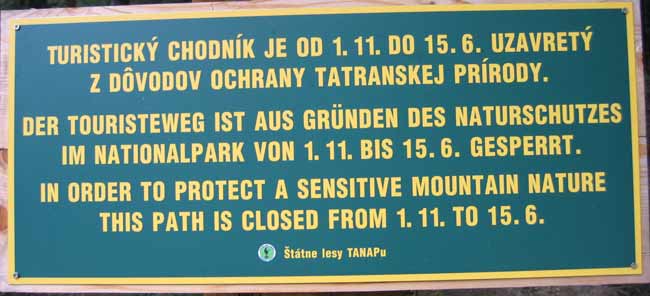 TURISTICKÝ CHODNÍK JE OD 1. 11. DO 15. 6. UZAVRETÝ
Z DÔVODOV OCHRANY TATRANSKEJ PRÍRODY.
DER TOURISTEWEG IST AUS GRÜNDEN DES NATURSCHUTZES
IM NATIONALPARK VON 1. 11. BIS 15. 6. GESPERRT.
IN ORDER TO PROTECT A SENSITIVE MOUNTAIN NATURE
THIS PATH IS CLOSED FROM 1. 11. TO 15. 6.
Štátne lesy TANAPu